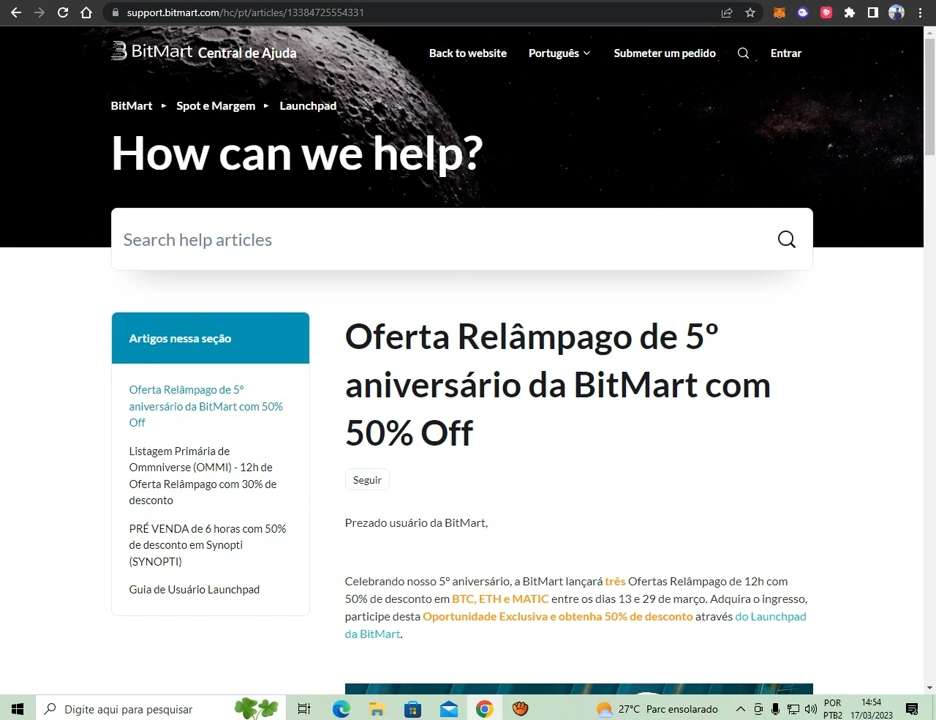 support.bitmart.com/hc/pt/articles/13384725554331
BitMart Central de Ajuda
Back to website
Português
Submeter um pedido
Entrar
BitMart ▸ Spot e Margem ▸ Launchpad
How can we help?
Search help articles
Artigos nessa seção
Oferta Relâmpago de 5º
aniversário da BitMart com 50%
Off
Listagem Primária de
Ommniverse (OMMI) - 12h de
Oferta Relâmpago com 30% de
desconto
PRÉ VENDA de 6 horas com 50%
de desconto em Synopti
(SYNOPTI)
Guia de Usuário Launchpad
Oferta Relâmpago de 5º
aniversário da BitMart com
50% Off
Seguir
Prezado usuário da BitMart,
Celebrando nosso 5º aniversário, a BitMart lançará três Ofertas Relâmpago de 12h com
50% de desconto em BTC, ETH e MATIC entre os dias 13 e 29 de março. Adquira o ingresso,
participe desta Oportunidade Exclusiva e obtenha 50% de desconto através do Launchpad
da BitMart.
Digite aqui para pesquisar
27°C Parc ensolarado
POR
PTB2
14:54
17/03/2023